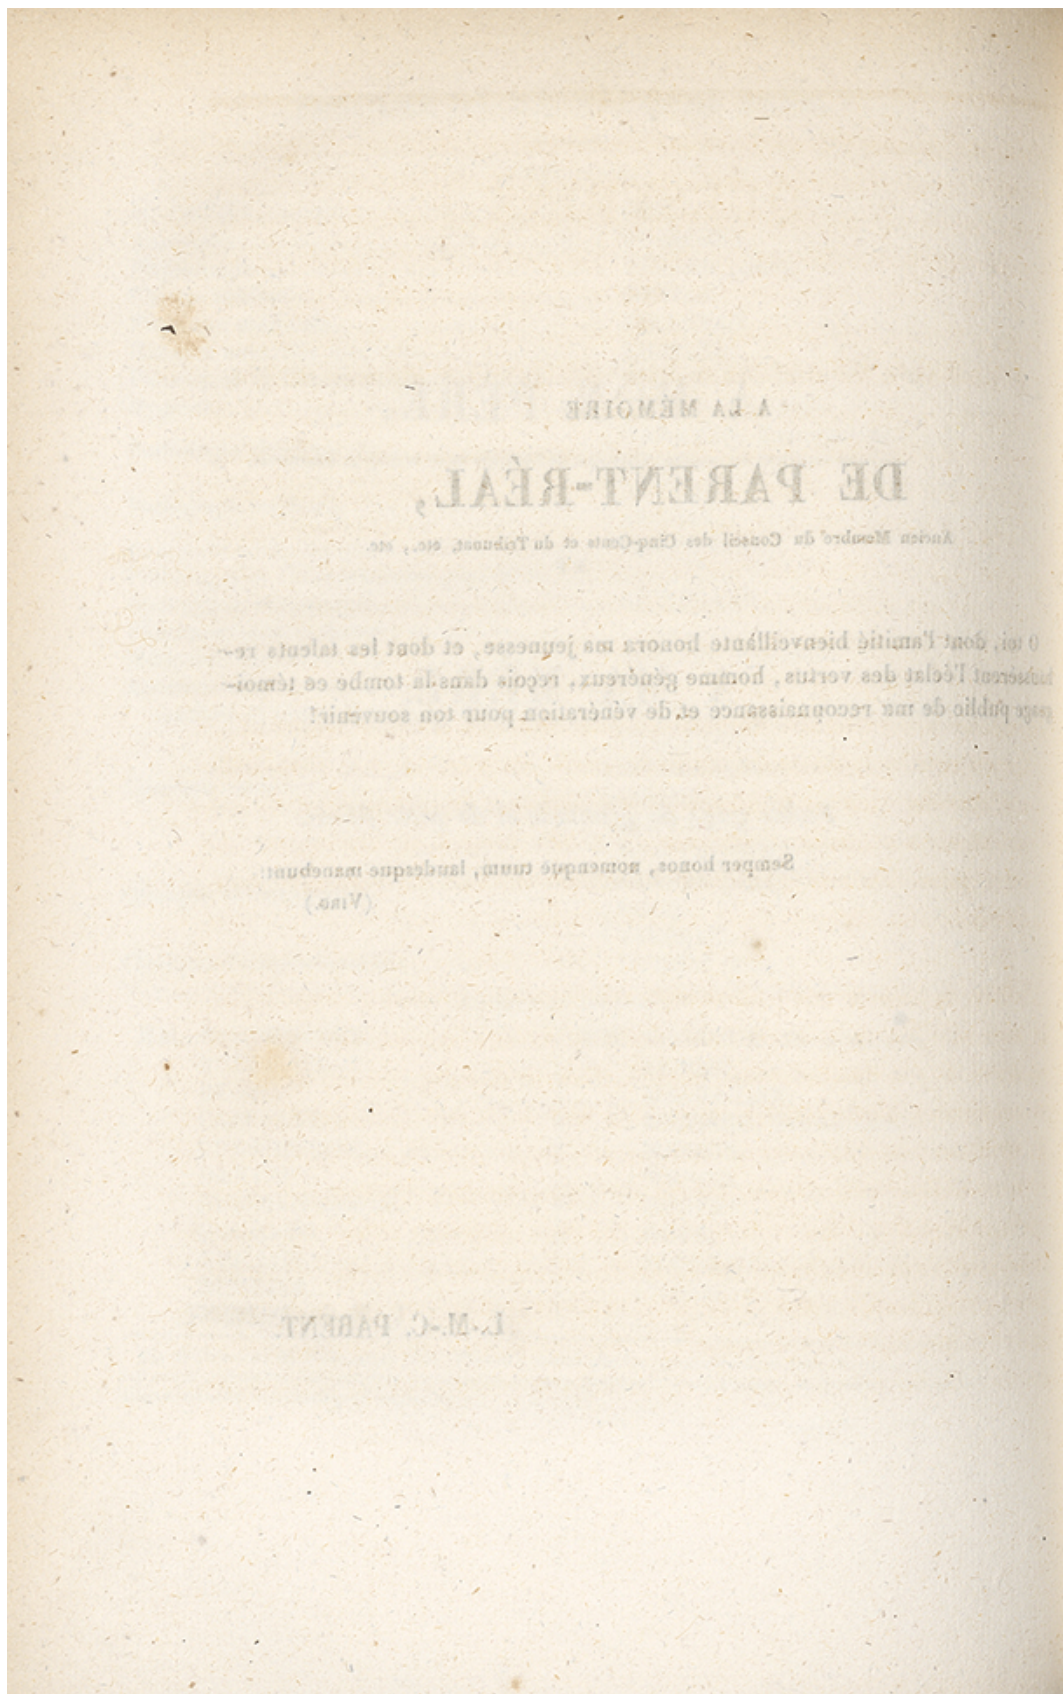 A LA MÉMOIRE
DE PARENT-RÉAL,
Ancien Membre du Conseil des Cinq-Cents et du Tribunat, etc., etc.
O toi, dont l'amitié bienveillante honora ma jeunesse, et dont les talents re-
haussèrent l'éclat des vertus, homme généreux, reçois dans la tombe ce témoi-
gnage public de ma reconnaissance et de vénération pour ton souvenir!
Semper honos, nomenque tuum, laudesque manebunt.
(VIRG.)
L.-M.-C. PARENT.